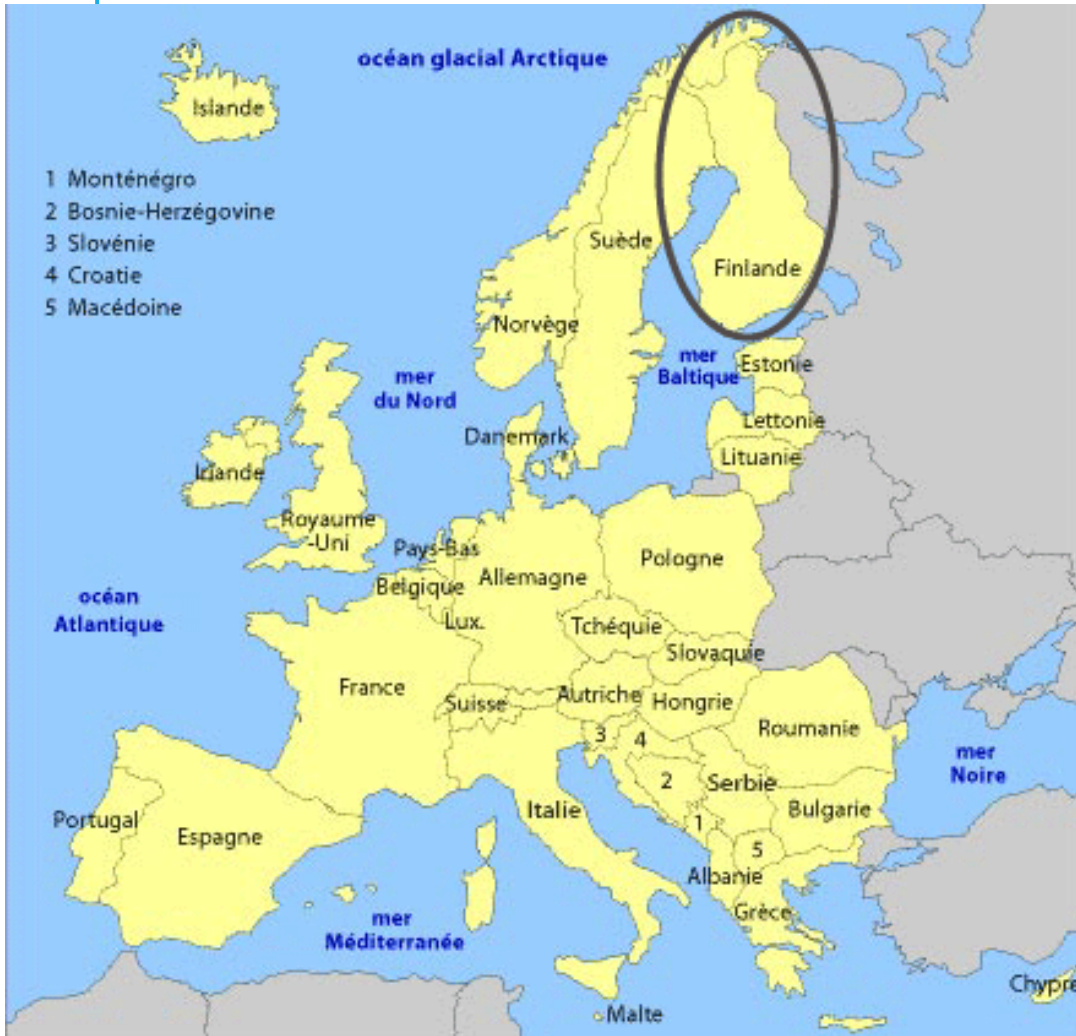 océan glacial Arctique
Islande
1 Monténégro
2 Bosnie-Herzégovine
3 Slovénie
4 Croatie
5 Macédoine
Suède
Finlande
Norvège
mer
Baltique
Estonie
mer
du Nord
Lettonie
Danemark
Lituanie
Irlande
Royaume
-Uni
Pays-Bas
Pologne
Belgique
Allemagne
océan
Atlantique
Lux.
Tchéquie
Slovaquie
France
Suisse
Autriche
Hongrie
Roumanie
3
4
mer
Noire
2
Serbie
Italie
Bulgarie
Portugal
Espagne
1
5
Albanie
Grèce
mer
Méditerranée
Chypre
Malte